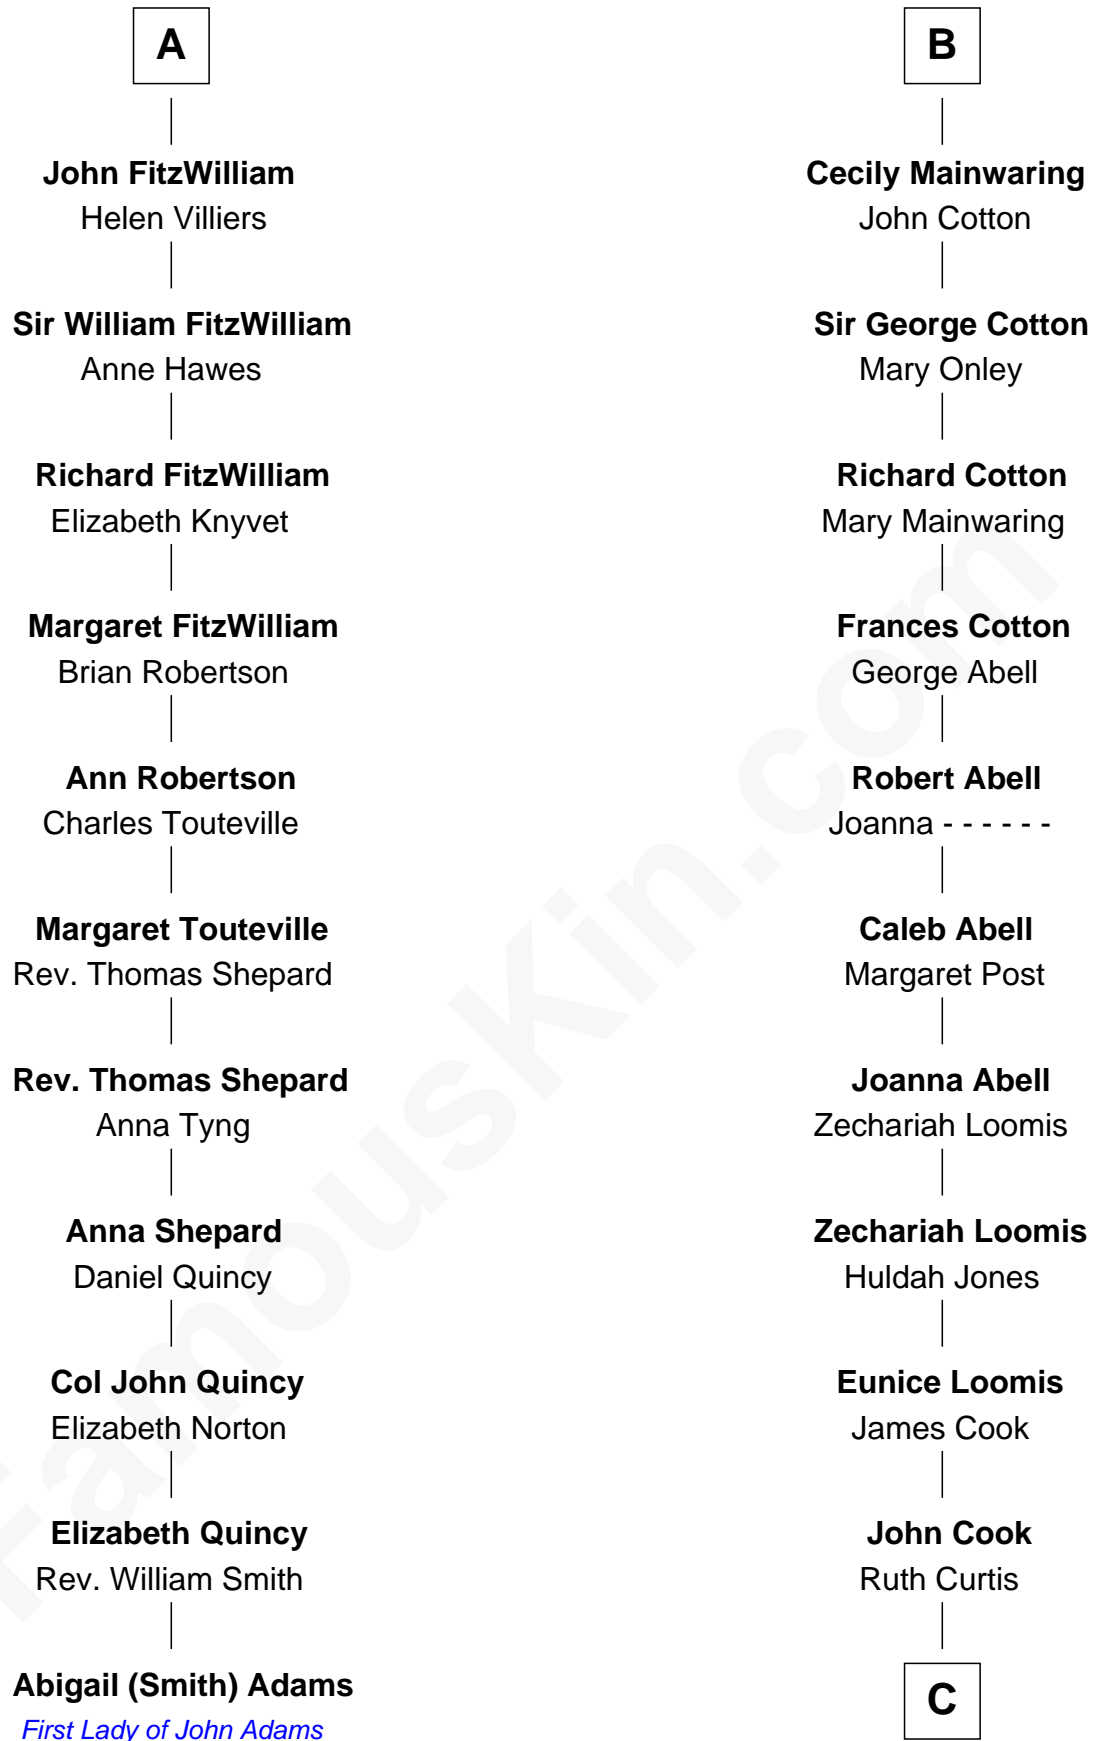 A
John FitzWilliam
Helen Villiers
Sir William FitzWilliam
Anne Hawes
Richard FitzWilliam
Elizabeth Knyvet
Margaret FitzWilliam
Brian Robertson
Ann Robertson
Charles Touteville
Margaret Touteville
Rev. Thomas Shepard
Rev. Thomas Shepard
Anna Tyng
Anna Shepard
Daniel Quincy
Col John Quincy
Elizabeth Norton
Elizabeth Quincy
Rev. William Smith
Abigail (Smith) Adams
First Lady of John Adams
B
Cecily Mainwaring
John Cotton
Sir George Cotton
Mary Onley
Richard Cotton
Mary Mainwaring
Frances Cotton
George Abell
Robert Abell
Joanna - - - - - -
Caleb Abell
Margaret Post
Joanna Abell
Zechariah Loomis
Zechariah Loomis
Huldah Jones
Eunice Loomis
James Cook
John Cook
Ruth Curtis
C
FamousKin.com